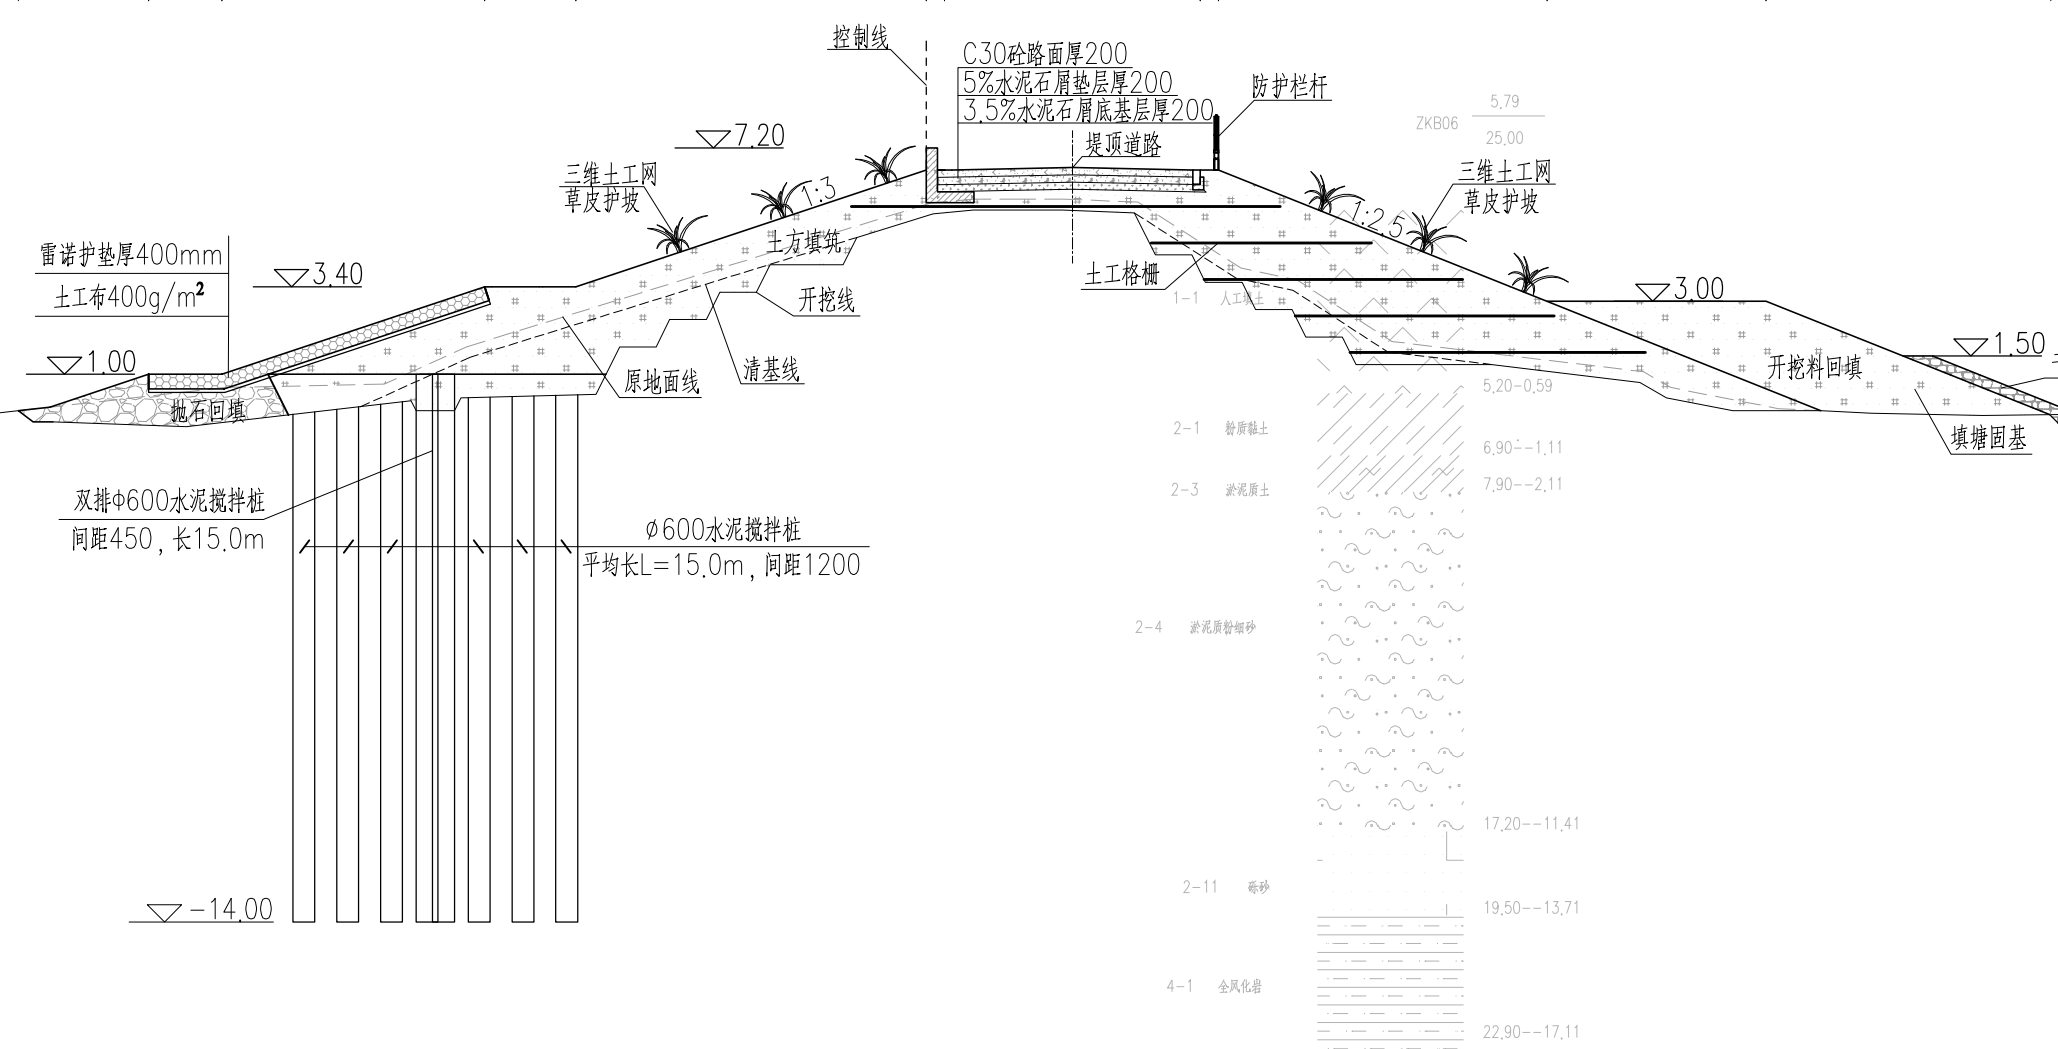 控制线
C30砼路面厚200
5%水泥石屑垫层厚200
3.5%水泥石屑底基层厚200
防护栏杆
5.79
ZKB06
25.00
7.20
堤顶道路
三维土工网
草皮护坡
1:3
三维土工网
草皮护坡
1:2.5
雷诺护垫厚400mm
土工布400g/m²
3.40
土方填筑
土工格栅
1-1 人工填土
开挖线
3.00
1.00
清基线
原地面线
1.50
开挖料回填
抛石回填
5.20-0.59
2-1 粉质黏土
6.90--1.11
填塘固基
7.90--2.11
2-3 淤泥质土
双排Φ600水泥搅拌桩
间距450, 长15.0m
ϕ600水泥搅拌桩
平均长L=15.0m, 间距1200
2-4 淤泥质粉细砂
17.20--11.41
2-11 砾砂
19.50--13.71
-14.00
4-1 全风化岩
22.90--17.11